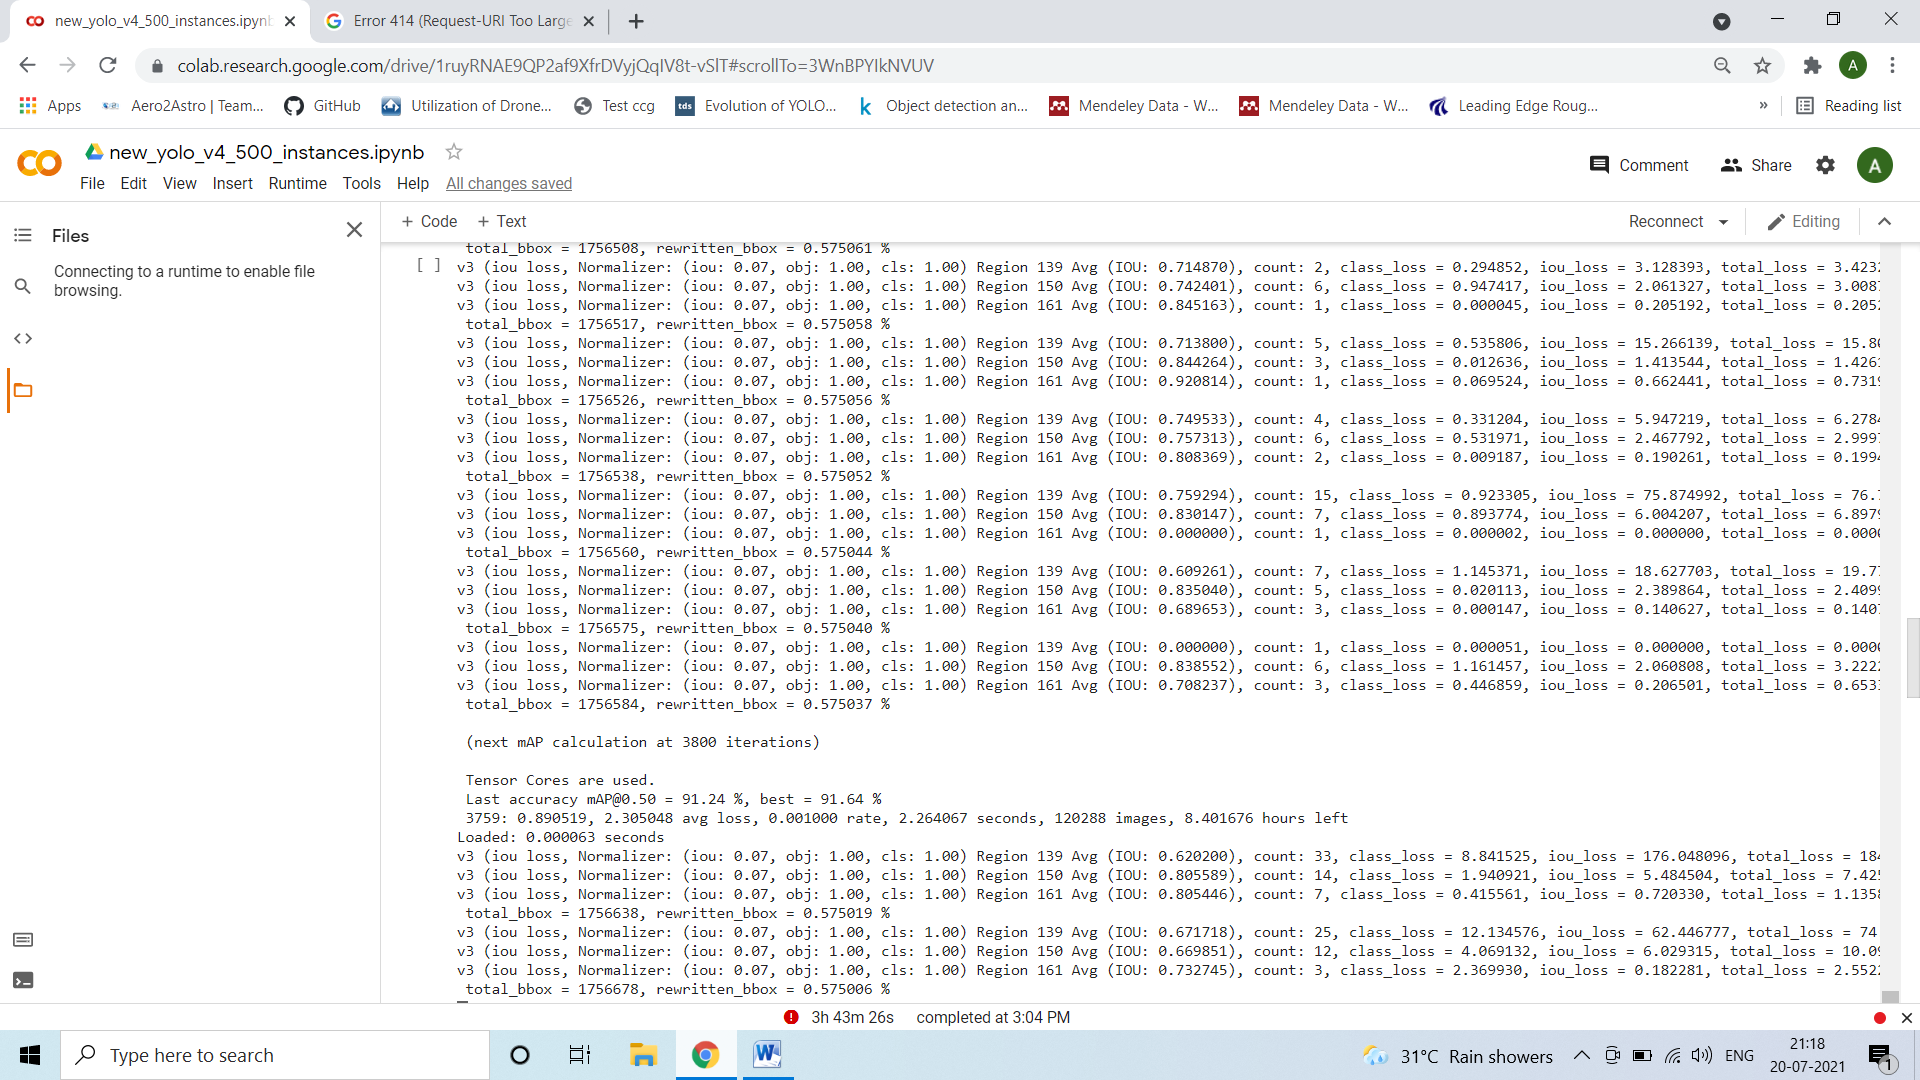 new_yolo_v4_500_instances.ipynb
Error 414 (Request-URI Too Large
colab.research.google.com/drive/1ruyRNAE9QP2af9XfrDVyjQqIV8t-vSlT#scrollTo=3WnBPYIkNVUV
A
Apps
Aero2Astro | Team...
GitHub
Utilization of Drone...
Test ccg
tds Evolution of YOLO...
k Object detection an...
Mendeley Data - W...
Mendeley Data - W...
Leading Edge Roug...
»
Reading list
new_yolo_v4_500_instances.ipynb
Comment
Share
A
File Edit View Insert Runtime Tools Help All changes saved
Files
+ Code + Text
Reconnect
Editing
Connecting to a runtime to enable file
browsing.
total_bbox = 1756508, rewritten_bbox = 0.575061 %
[ ] v3 (iou loss, Normalizer: (iou: 0.07, obj: 1.00, cls: 1.00) Region 139 Avg (IOU: 0.714870), count: 2, class_loss = 0.294852, iou_loss = 3.128393, total_loss = 3.4232
v3 (iou loss, Normalizer: (iou: 0.07, obj: 1.00, cls: 1.00) Region 150 Avg (IOU: 0.742401), count: 6, class_loss = 0.947417, iou_loss = 2.061327, total_loss = 3.0087
v3 (iou loss, Normalizer: (iou: 0.07, obj: 1.00, cls: 1.00) Region 161 Avg (IOU: 0.845163), count: 1, class_loss = 0.000045, iou_loss = 0.205192, total_loss = 0.2052
total_bbox = 1756517, rewritten_bbox = 0.575058 %
v3 (iou loss, Normalizer: (iou: 0.07, obj: 1.00, cls: 1.00) Region 139 Avg (IOU: 0.713800), count: 5, class_loss = 0.535806, iou_loss = 15.266139, total_loss = 15.80
v3 (iou loss, Normalizer: (iou: 0.07, obj: 1.00, cls: 1.00) Region 150 Avg (IOU: 0.844264), count: 3, class_loss = 0.012636, iou_loss = 1.413544, total_loss = 1.4261
v3 (iou loss, Normalizer: (iou: 0.07, obj: 1.00, cls: 1.00) Region 161 Avg (IOU: 0.920814), count: 1, class_loss = 0.069524, iou_loss = 0.662441, total_loss = 0.7319
total_bbox = 1756526, rewritten_bbox = 0.575056 %
v3 (iou loss, Normalizer: (iou: 0.07, obj: 1.00, cls: 1.00) Region 139 Avg (IOU: 0.749533), count: 4, class_loss = 0.331204, iou_loss = 5.947219, total_loss = 6.2784
v3 (iou loss, Normalizer: (iou: 0.07, obj: 1.00, cls: 1.00) Region 150 Avg (IOU: 0.757313), count: 6, class_loss = 0.531971, iou_loss = 2.467792, total_loss = 2.9997
v3 (iou loss, Normalizer: (iou: 0.07, obj: 1.00, cls: 1.00) Region 161 Avg (IOU: 0.808369), count: 2, class_loss = 0.009187, iou_loss = 0.190261, total_loss = 0.1994
total_bbox = 1756538, rewritten_bbox = 0.575052 %
v3 (iou loss, Normalizer: (iou: 0.07, obj: 1.00, cls: 1.00) Region 139 Avg (IOU: 0.759294), count: 15, class_loss = 0.923305, iou_loss = 75.874992, total_loss = 76.7
v3 (iou loss, Normalizer: (iou: 0.07, obj: 1.00, cls: 1.00) Region 150 Avg (IOU: 0.830147), count: 7, class_loss = 0.893774, iou_loss = 6.004207, total_loss = 6.8979
v3 (iou loss, Normalizer: (iou: 0.07, obj: 1.00, cls: 1.00) Region 161 Avg (IOU: 0.000000), count: 1, class_loss = 0.000002, iou_loss = 0.000000, total_loss = 0.0000
total_bbox = 1756560, rewritten_bbox = 0.575044 %
v3 (iou loss, Normalizer: (iou: 0.07, obj: 1.00, cls: 1.00) Region 139 Avg (IOU: 0.609261), count: 7, class_loss = 1.145371, iou_loss = 18.627703, total_loss = 19.77
v3 (iou loss, Normalizer: (iou: 0.07, obj: 1.00, cls: 1.00) Region 150 Avg (IOU: 0.835040), count: 5, class_loss = 0.020113, iou_loss = 2.389864, total_loss = 2.4099
v3 (iou loss, Normalizer: (iou: 0.07, obj: 1.00, cls: 1.00) Region 161 Avg (IOU: 0.689653), count: 3, class_loss = 0.000147, iou_loss = 0.140627, total_loss = 0.1407
total_bbox = 1756575, rewritten_bbox = 0.575040 %
v3 (iou loss, Normalizer: (iou: 0.07, obj: 1.00, cls: 1.00) Region 139 Avg (IOU: 0.000000), count: 1, class_loss = 0.000051, iou_loss = 0.000000, total_loss = 0.0000
v3 (iou loss, Normalizer: (iou: 0.07, obj: 1.00, cls: 1.00) Region 150 Avg (IOU: 0.838552), count: 6, class_loss = 1.161457, iou_loss = 2.060808, total_loss = 3.2222
v3 (iou loss, Normalizer: (iou: 0.07, obj: 1.00, cls: 1.00) Region 161 Avg (IOU: 0.708237), count: 3, class_loss = 0.446859, iou_loss = 0.206501, total_loss = 0.6533
total_bbox = 1756584, rewritten_bbox = 0.575037 %
(next mAP calculation at 3800 iterations)
Tensor Cores are used.
Last accuracy mAP@0.50 = 91.24 %, best = 91.64 %
3759: 0.890519, 2.305048 avg loss, 0.001000 rate, 2.264067 seconds, 120288 images, 8.401676 hours left
Loaded: 0.000063 seconds
v3 (iou loss, Normalizer: (iou: 0.07, obj: 1.00, cls: 1.00) Region 139 Avg (IOU: 0.620200), count: 33, class_loss = 8.841525, iou_loss = 176.048096, total_loss = 184
v3 (iou loss, Normalizer: (iou: 0.07, obj: 1.00, cls: 1.00) Region 150 Avg (IOU: 0.805589), count: 14, class_loss = 1.940921, iou_loss = 5.484504, total_loss = 7.425
v3 (iou loss, Normalizer: (iou: 0.07, obj: 1.00, cls: 1.00) Region 161 Avg (IOU: 0.805446), count: 7, class_loss = 0.415561, iou_loss = 0.720330, total_loss = 1.1358
total_bbox = 1756638, rewritten_bbox = 0.575019 %
v3 (iou loss, Normalizer: (iou: 0.07, obj: 1.00, cls: 1.00) Region 139 Avg (IOU: 0.671718), count: 25, class_loss = 12.134576, iou_loss = 62.446777, total_loss = 74
v3 (iou loss, Normalizer: (iou: 0.07, obj: 1.00, cls: 1.00) Region 150 Avg (IOU: 0.669851), count: 12, class_loss = 4.069132, iou_loss = 6.029315, total_loss = 10.09
v3 (iou loss, Normalizer: (iou: 0.07, obj: 1.00, cls: 1.00) Region 161 Avg (IOU: 0.732745), count: 3, class_loss = 2.369930, iou_loss = 0.182281, total_loss = 2.5522
total_bbox = 1756678, rewritten_bbox = 0.575006 %
3h 43m 26s completed at 3:04 PM
Type here to search
W
31°C Rain showers
ENG
21:18
20-07-2021
1